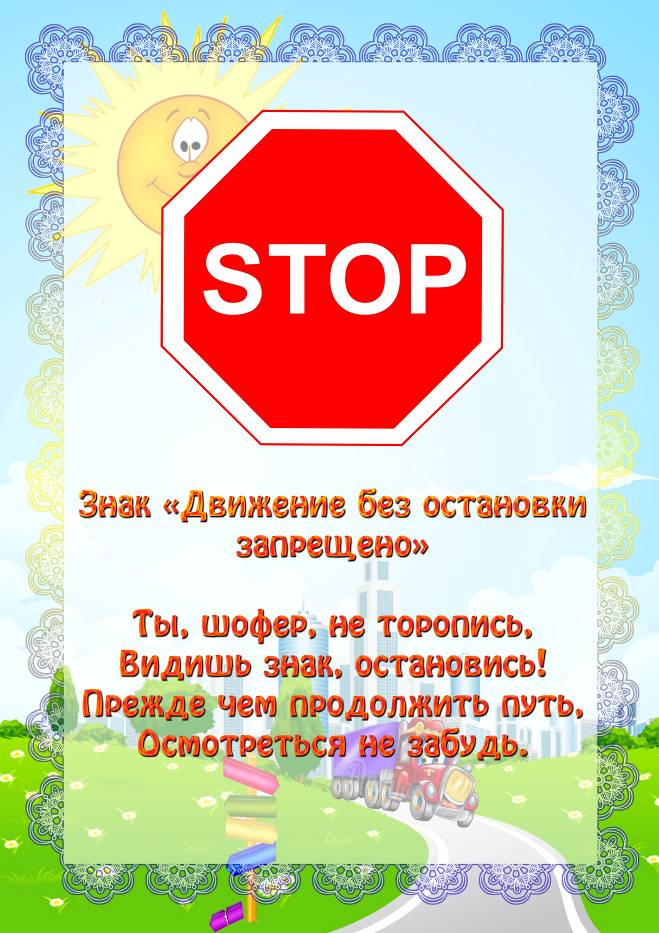 STOP
Знак «Движение без остановки
запрещено»
Ты, шофер, не торопись,
Видишь знак, остановись!
Прежде чем продолжить путь,
Осмотреться не забудь.